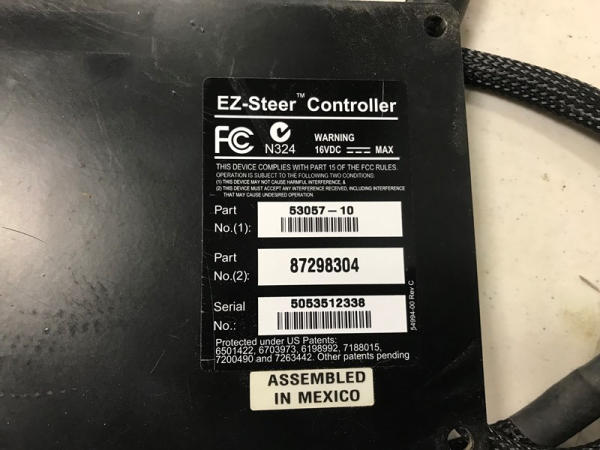 EZ-Steer™ Controller
FCC N324 WARNING
16VDC MAX
THIS DEVICE COMPLIES WITH PART 15 OF THE FCC RULES.
OPERATION IS SUBJECT TO THE FOLLOWING TWO CONDITIONS:
(1) THIS DEVICE MAY NOT CAUSE HARMFUL INTERFERENCE, &
(2) THIS DEVICE MUST ACCEPT ANY INTERFERENCE RECEIVED, INCLUDING INTERFERENCE
THAT MAY CAUSE UNDESIRED OPERATION.
Part No.(1):
53057-10
Part No.(2):
87298304
Serial No.:
5053512338
54994-00 Rev C
Protected under US Patents:
6501422, 6703973, 6198992, 7188015,
7200490 and 7263442. Other patents pending
ASSEMBLED
IN MEXICO